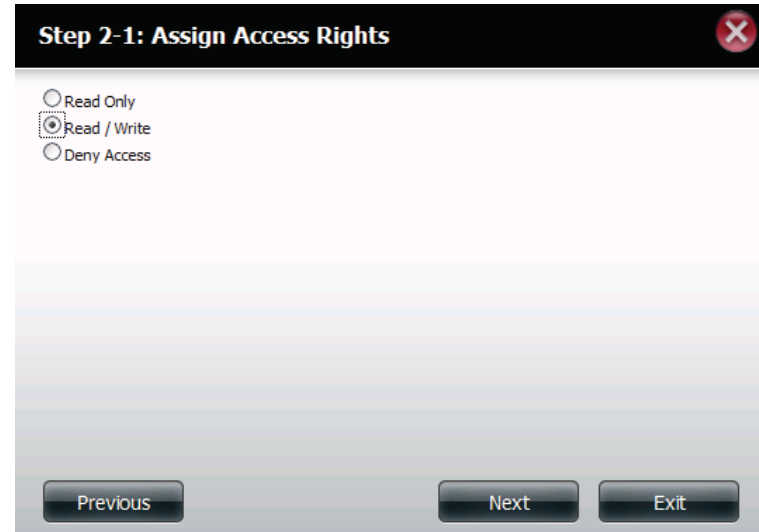 Step 2-1: Assign Access Rights
Read Only
Read / Write
Deny Access
Previous Next Exit